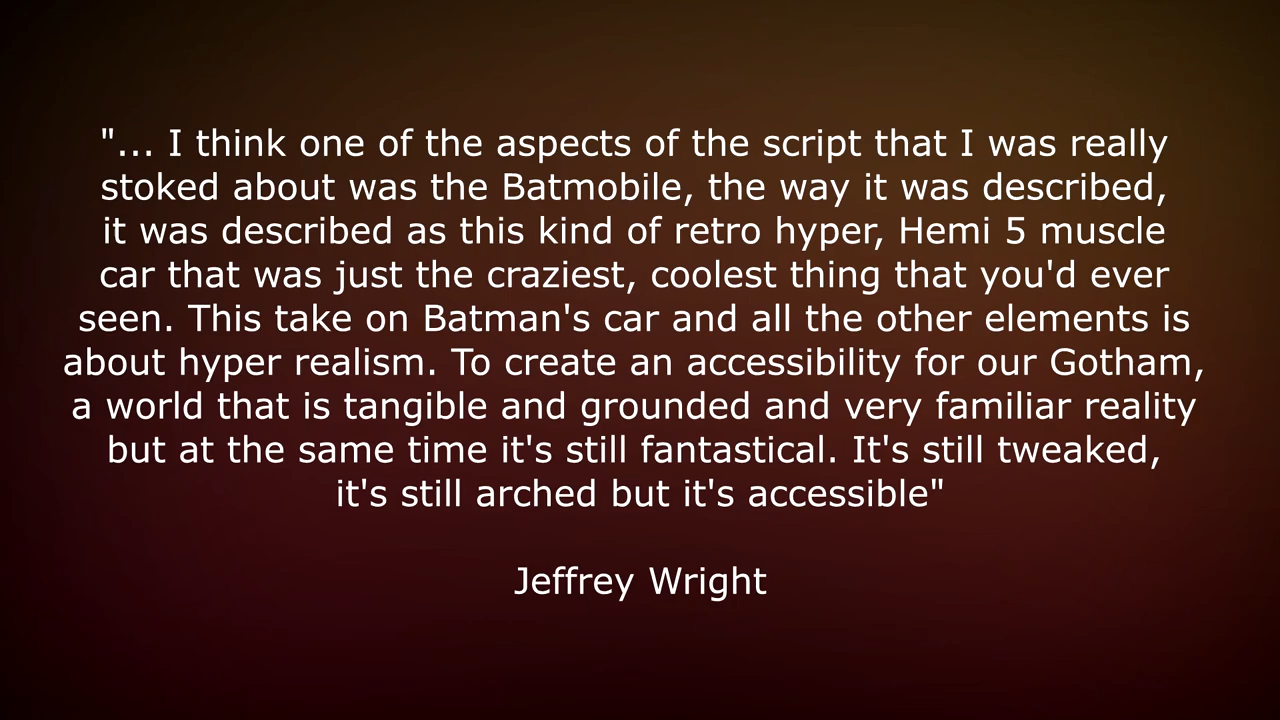 "... I think one of the aspects of the script that I was really
stoked about was the Batmobile, the way it was described,
it was described as this kind of retro hyper, Hemi 5 muscle
car that was just the craziest, coolest thing that you'd ever
seen. This take on Batman's car and all the other elements is
about hyper realism. To create an accessibility for our Gotham,
a world that is tangible and grounded and very familiar reality
but at the same time it's still fantastical. It's still tweaked,
it's still arched but it's accessible"
Jeffrey Wright